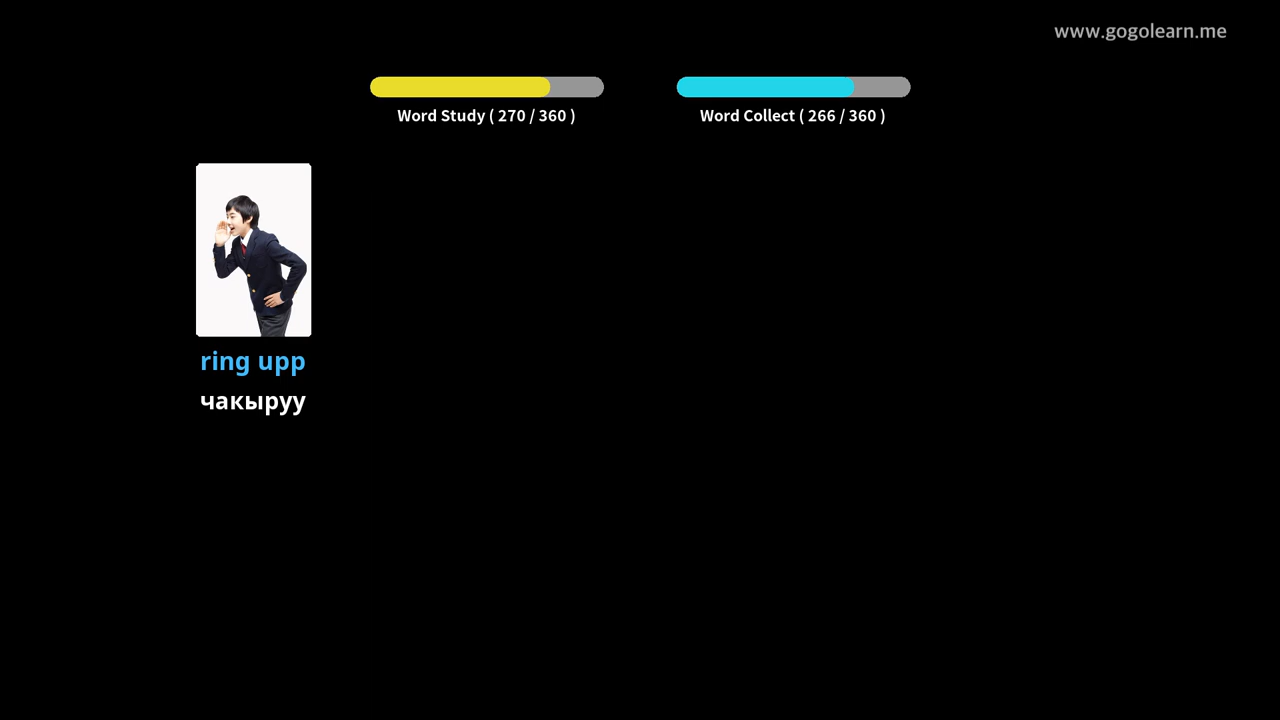 www.gogolearn.me
Word Study ( 270 / 360 )
Word Collect ( 266 / 360 )
ring upp
чакыруу